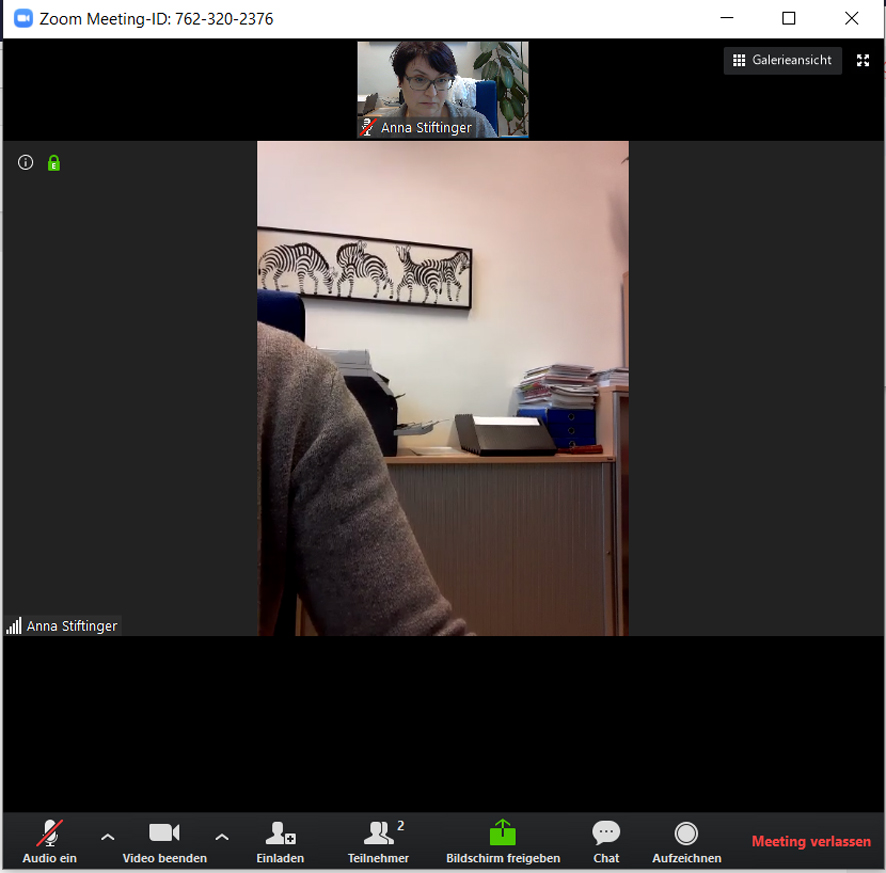 Zoom Meeting-ID: 762-320-2376
Galerieansicht
Anna Stiftinger
E
Anna Stiftinger
2
Audio ein
Video beenden
Einladen
Teilnehmer
Bildschirm freigeben
Chat
Aufzeichnen
Meeting verlassen